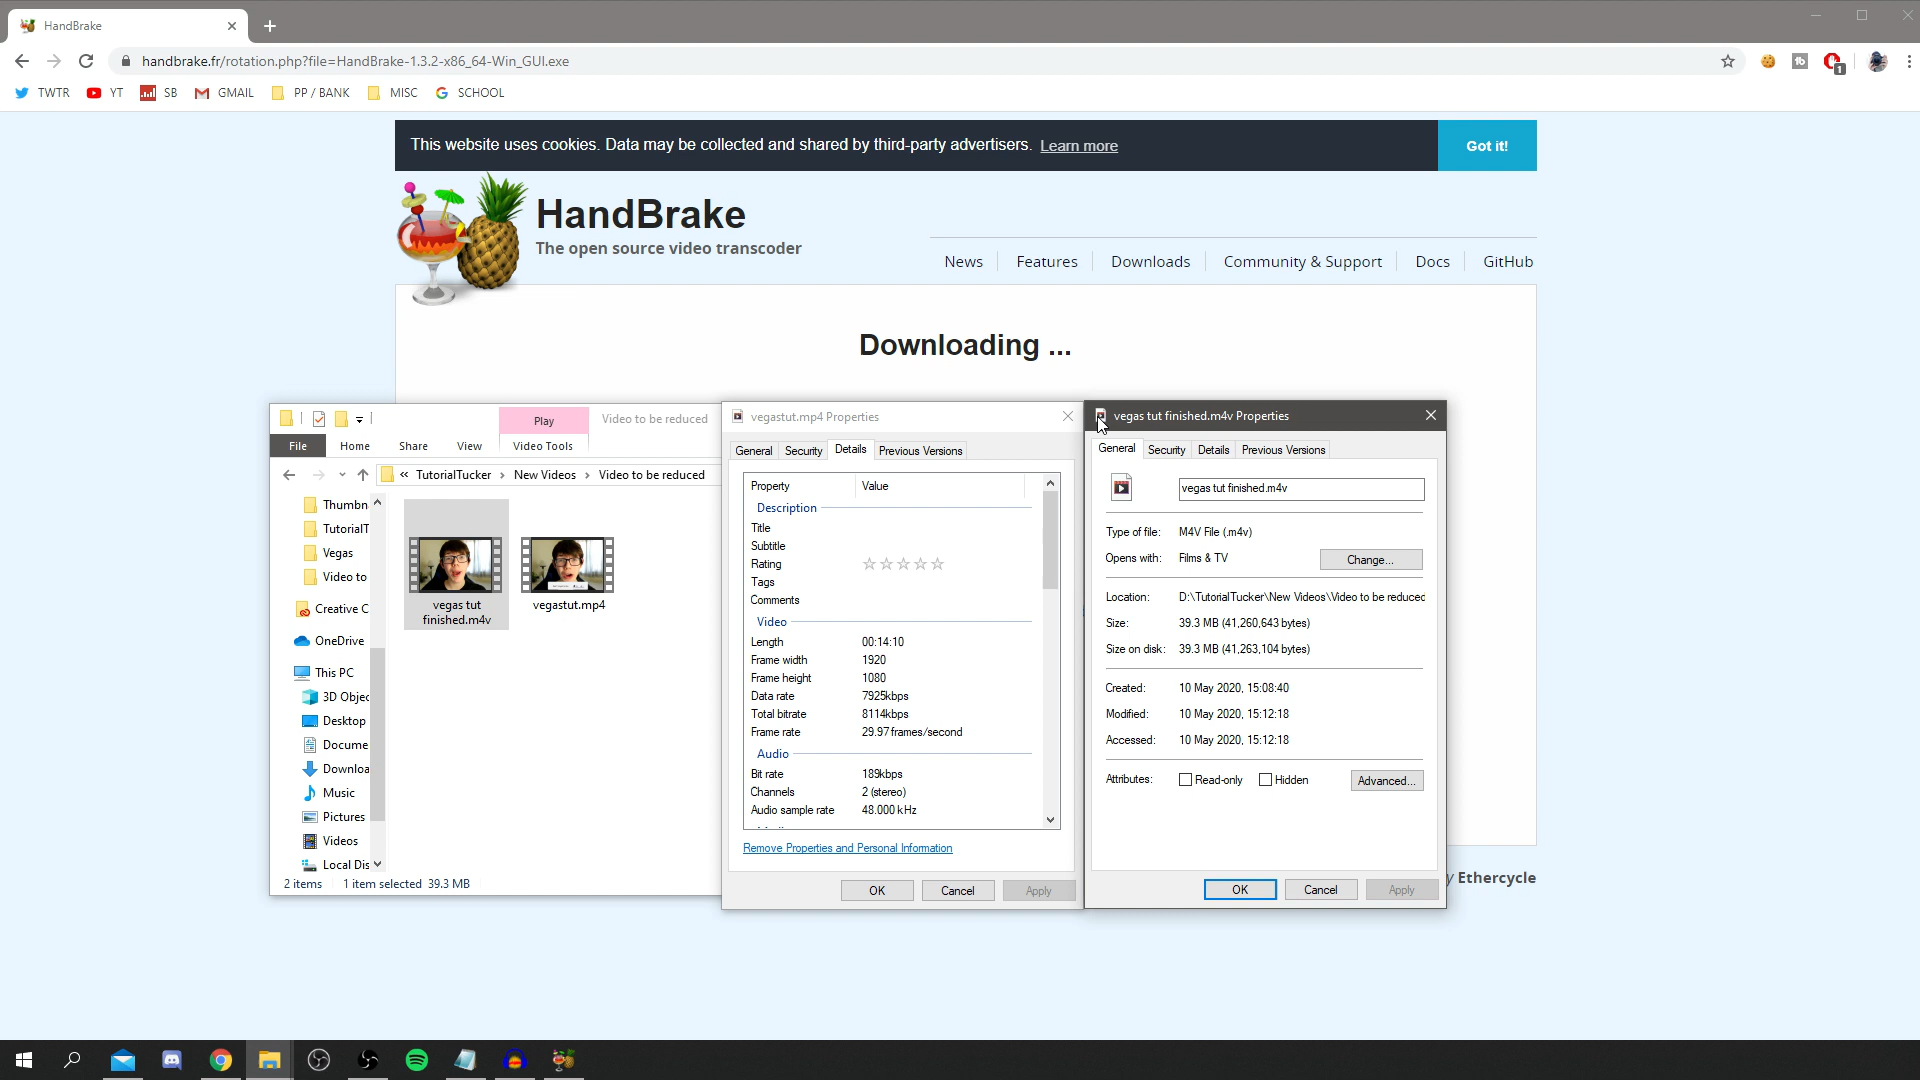 HandBrake
handbrake.fr/rotation.php?file=HandBrake-1.3.2-x86_64-Win_GUI.exe
1
TWTR YT SB GMAIL PP / BANK MISC SCHOOL
This website uses cookies. Data may be collected and shared by third-party advertisers. Learn more
Got it!
HandBrake
The open source video transcoder
News Features Downloads Community & Support Docs GitHub
Downloading ...
Play Video to be reduced
File Home Share View Video Tools
« TutorialTucker › New Videos › Video to be reduced
Thumbn
TutorialT
Vegas
Video to
Creative C
OneDrive
This PC
3D Objec
Desktop
Docume
Downloa
Music
Pictures
Videos
Local Dis
vegas tut
finished.m4v
vegastut.mp4
2 items 1 item selected 39.3 MB
vegastut.mp4 Properties
General Security Details Previous Versions
Property Value
Description
Title
Subtitle
Rating
Tags
Comments
Video
Length 00:14:10
Frame width 1920
Frame height 1080
Data rate 7925kbps
Total bitrate 8114kbps
Frame rate 29.97 frames/second
Audio
Bit rate 189kbps
Channels 2 (stereo)
Audio sample rate 48.000 kHz
Remove Properties and Personal Information
OK Cancel Apply
vegas tut finished.m4v Properties
General Security Details Previous Versions
vegas tut finished.m4v
Type of file: M4V File (.m4v)
Opens with: Films & TV Change...
Location: D:\TutorialTucker\New Videos\Video to be reduced
Size: 39.3 MB (41,260,643 bytes)
Size on disk: 39.3 MB (41,263,104 bytes)
Created: 10 May 2020, 15:08:40
Modified: 10 May 2020, 15:12:18
Accessed: 10 May 2020, 15:12:18
Attributes: Read-only Hidden Advanced...
OK Cancel Apply
y Ethercycle